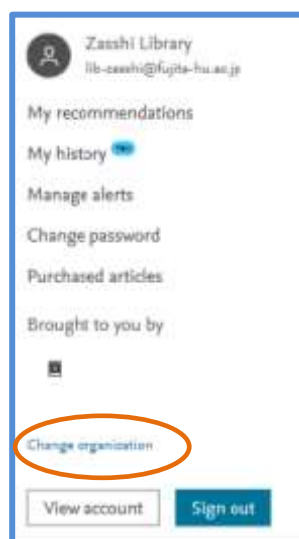 Zasshi Library
lib-zasshi@fujita-hu.ac.jp
My recommendations
My history
Manage alerts
Change password
Purchased articles
Brought to you by
Change organization
View account
Sign out